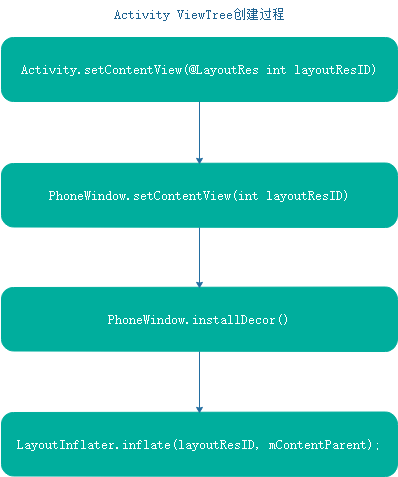 Activity ViewTree创建过程
Activity.setContentView(@LayoutRes int layoutResID)
PhoneWindow.setContentView(int layoutResID)
PhoneWindow.installDecor()
LayoutInflater.inflate(layoutResID, mContentParent);